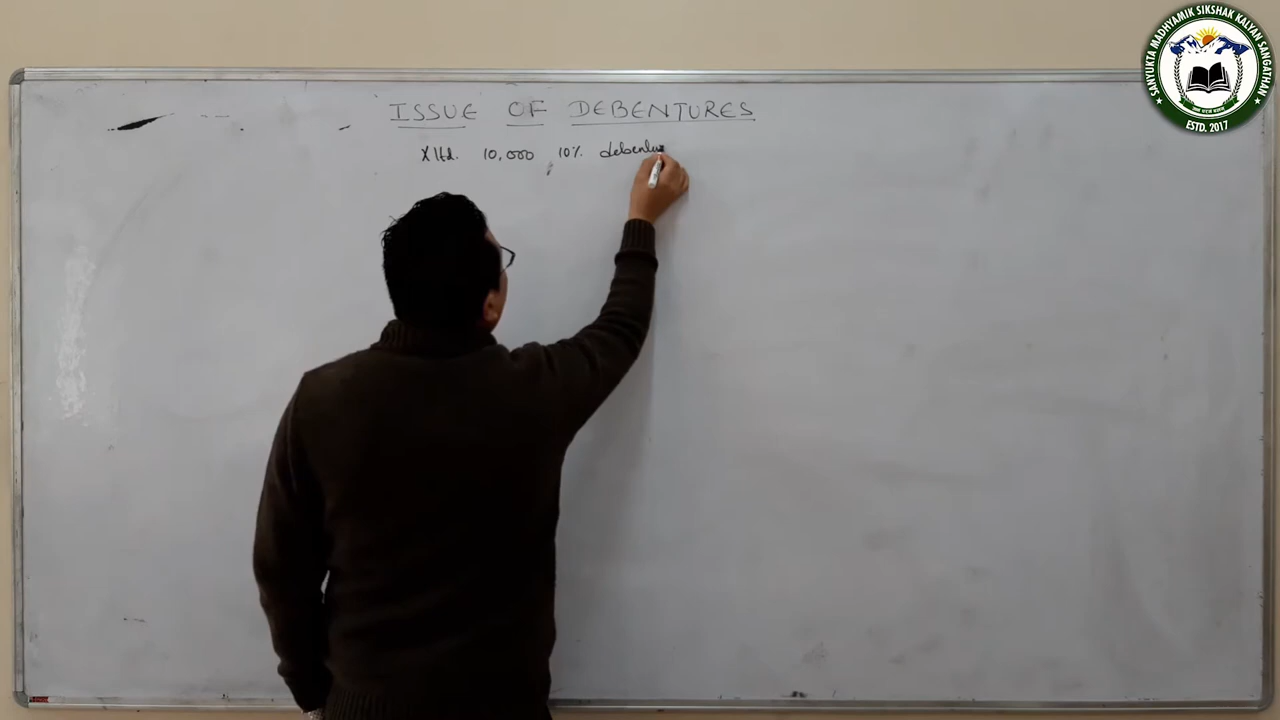 ISSUE OF DEBENTURES
X ltd. 10,000 10% debentu
SANYUKTA MADHYAMIK SIKSHAK KALYAN SANGATHAN
ESTD. 2017